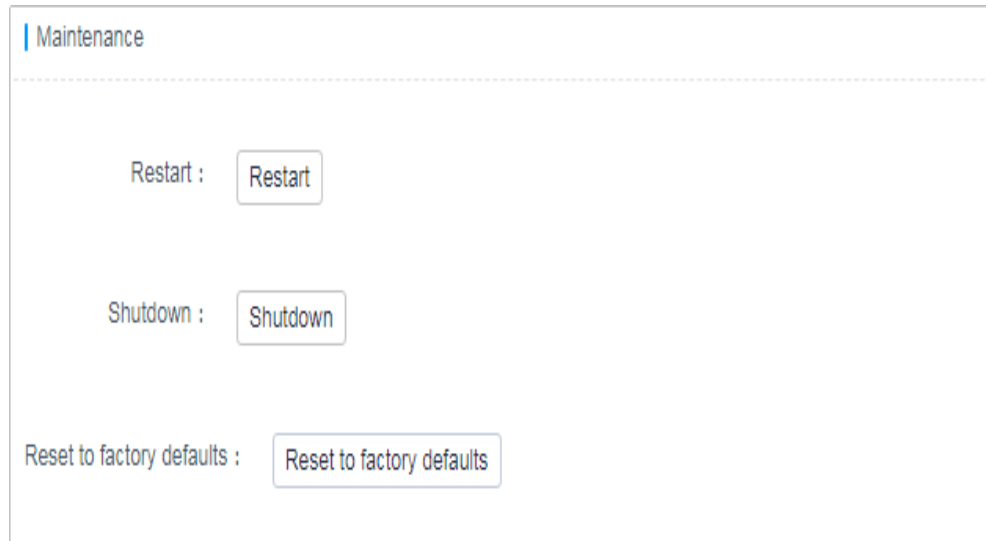 Maintenance
Restart : Restart
Shutdown : Shutdown
Reset to factory defaults : Reset to factory defaults